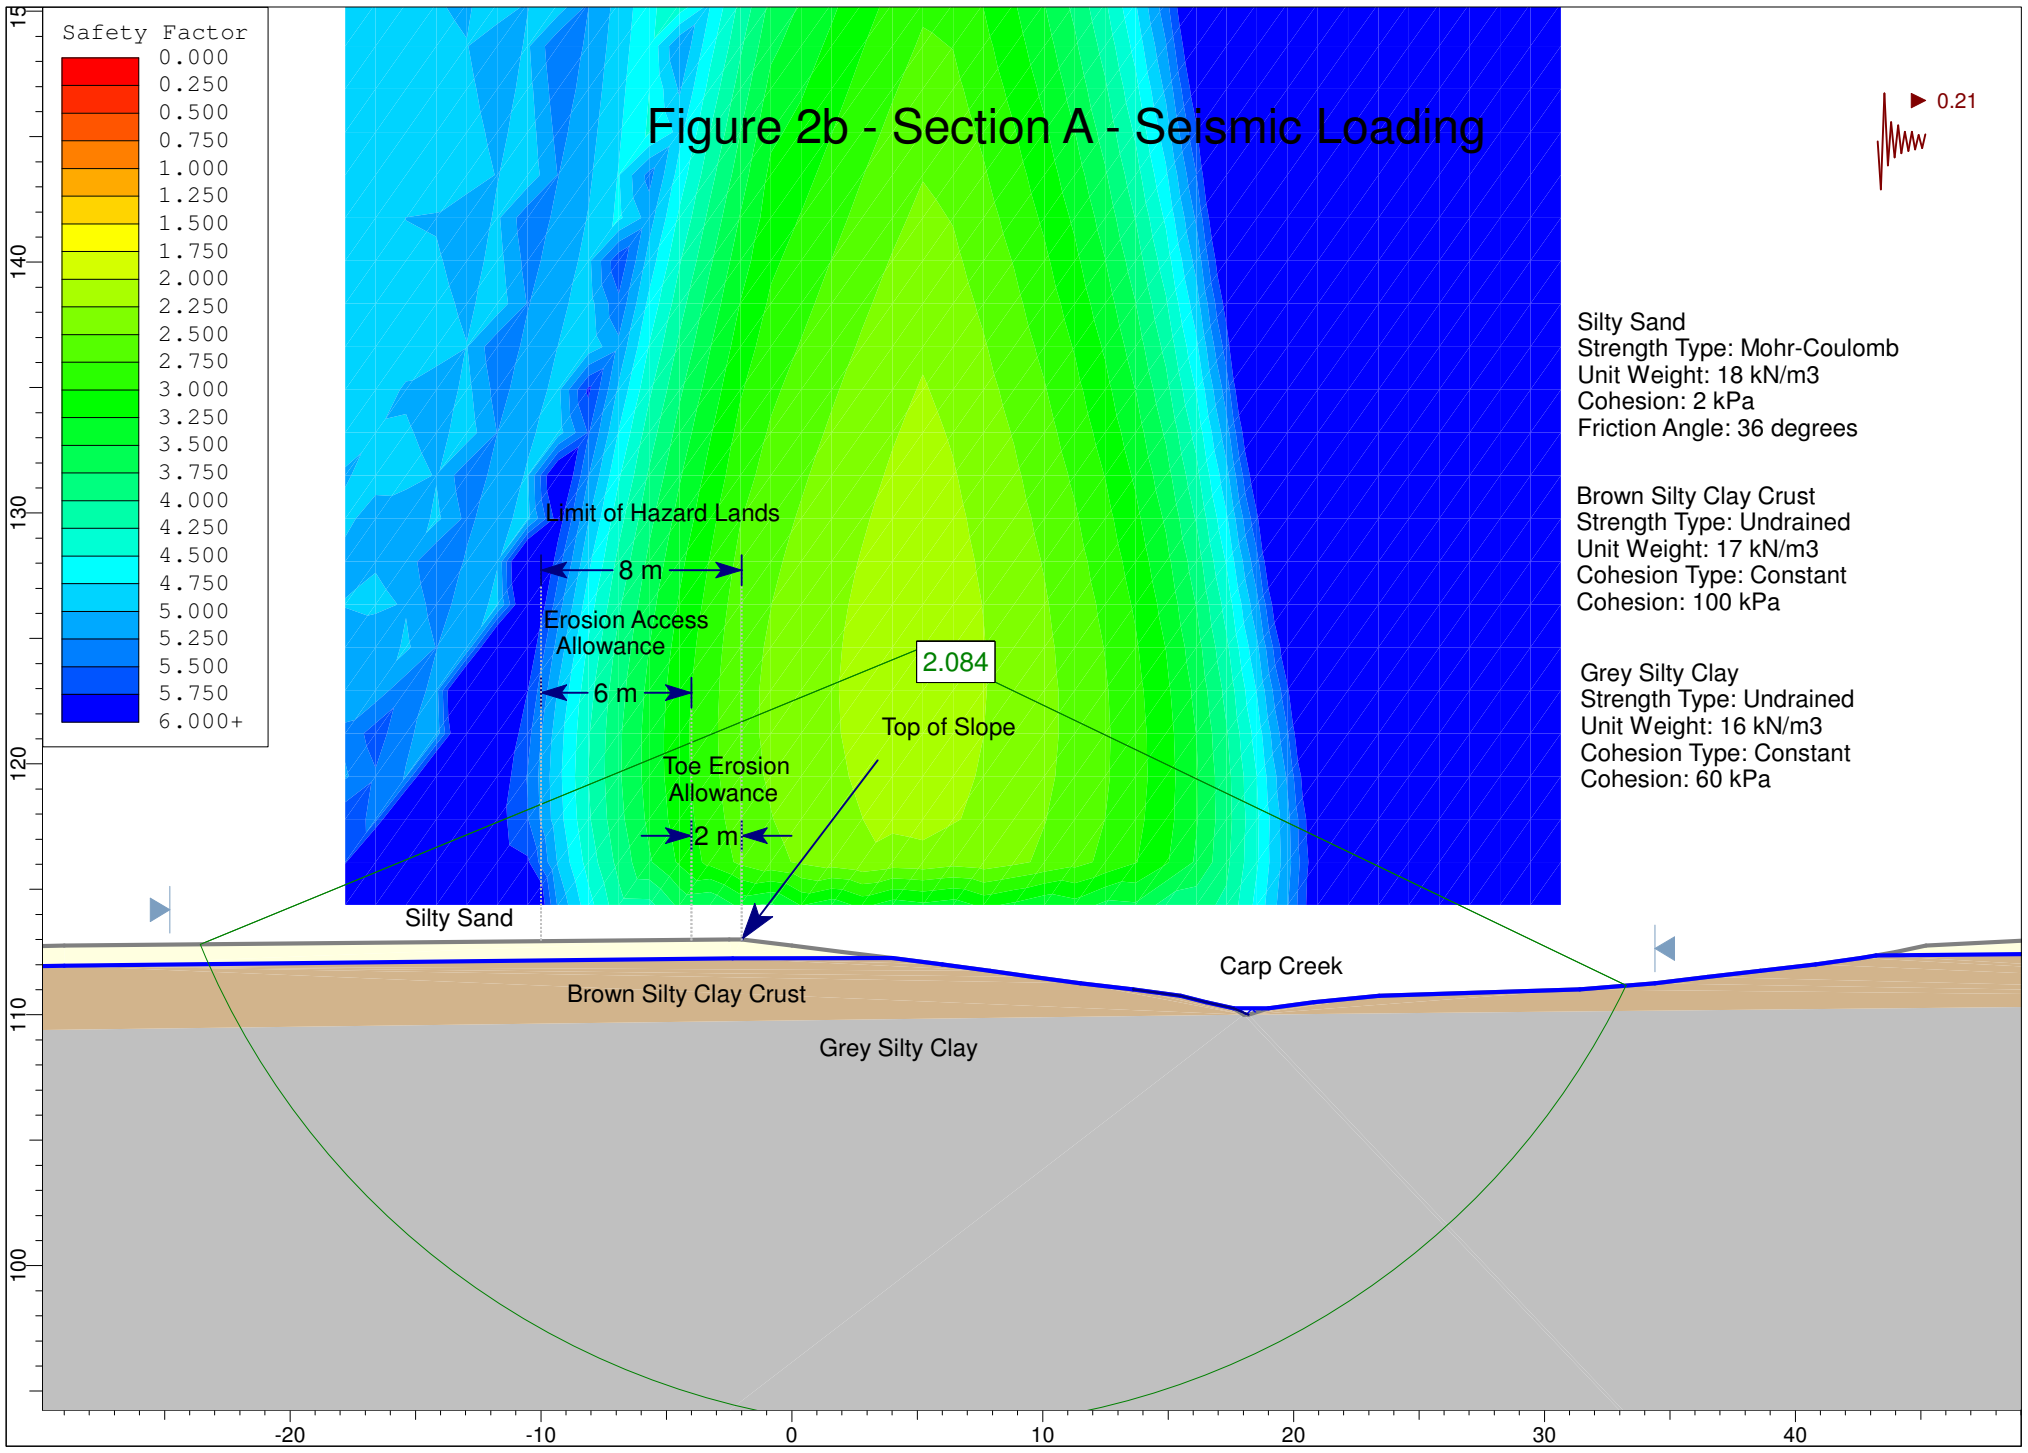 Safety Factor
0.000
0.250
0.500
0.750
1.000
1.250
1.500
1.750
2.000
2.250
2.500
2.750
3.000
3.250
3.500
3.750
4.000
4.250
4.500
4.750
5.000
5.250
5.500
5.750
6.000+
Figure 2b - Section A - Seismic Loading
0.21
Silty Sand
Strength Type: Mohr-Coulomb
Unit Weight: 18 kN/m3
Cohesion: 2 kPa
Friction Angle: 36 degrees
Brown Silty Clay Crust
Strength Type: Undrained
Unit Weight: 17 kN/m3
Cohesion Type: Constant
Cohesion: 100 kPa
Grey Silty Clay
Strength Type: Undrained
Unit Weight: 16 kN/m3
Cohesion Type: Constant
Cohesion: 60 kPa
Limit of Hazard Lands
8 m
Erosion Access
Allowance
6 m
2.084
Top of Slope
Toe Erosion
Allowance
2 m
Silty Sand
Carp Creek
Brown Silty Clay Crust
Grey Silty Clay
15
140
130
120
110
100
-20
-10
0
10
20
30
40